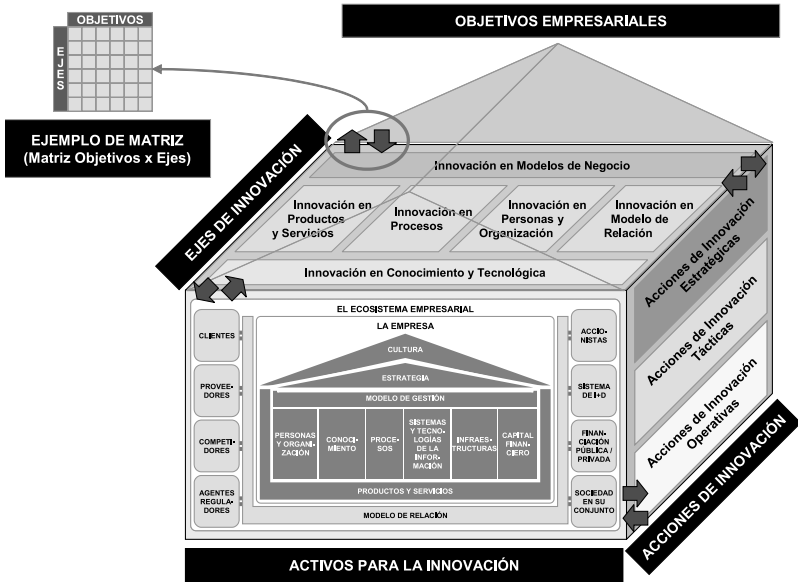 OBJETIVOS
EJES
EJEMPLO DE MATRIZ
(Matriz Objetivos x Ejes)
OBJETIVOS EMPRESARIALES
EJES DE INNOVACIÓN
Innovación en Modelos de Negocio
Innovación en
Productos
y Servicios
Innovación en
Procesos
Innovación en
Personas y
Organización
Innovación en
Modelo de
Relación
Innovación en Conocimiento y Tecnológica
Acciones de Innovación
Estratégicas
Acciones de Innovación
Tácticas
Acciones de Innovación
Operativas
ACCIONES DE INNOVACIÓN
EL ECOSISTEMA EMPRESARIAL
LA EMPRESA
CLIENTES
PROVEE-
DORES
COMPETI-
DORES
AGENTES
REGULA-
DORES
CULTURA
ESTRATEGIA
MODELO DE GESTIÓN
PERSONAS
Y ORGANI-
ZACIÓN
CONOCI-
MIENTO
PROCE-
SOS
SISTEMAS
Y TECNO-
LOGÍAS
DE LA
INFOR-
MACIÓN
INFRAES-
TRUCTURAS
CAPITAL
FINAN-
CIERO
PRODUCTOS Y SERVICIOS
MODELO DE RELACIÓN
ACCIO-
NISTAS
SISTEMA
DE I+D
FINAN-
CIACIÓN
PÚBLICA /
PRIVADA
SOCIEDAD
EN SU
CONJUNTO
ACTIVOS PARA LA INNOVACIÓN